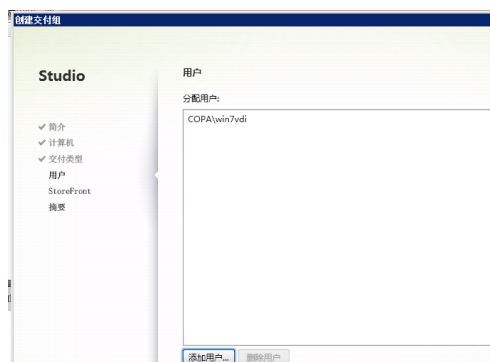 创建交付组
Studio
✔ 简介
✔ 计算机
✔ 交付类型
用户
StoreFront
摘要
用户
分配用户:
COPA\win7vdi
添加用户...
删除用户